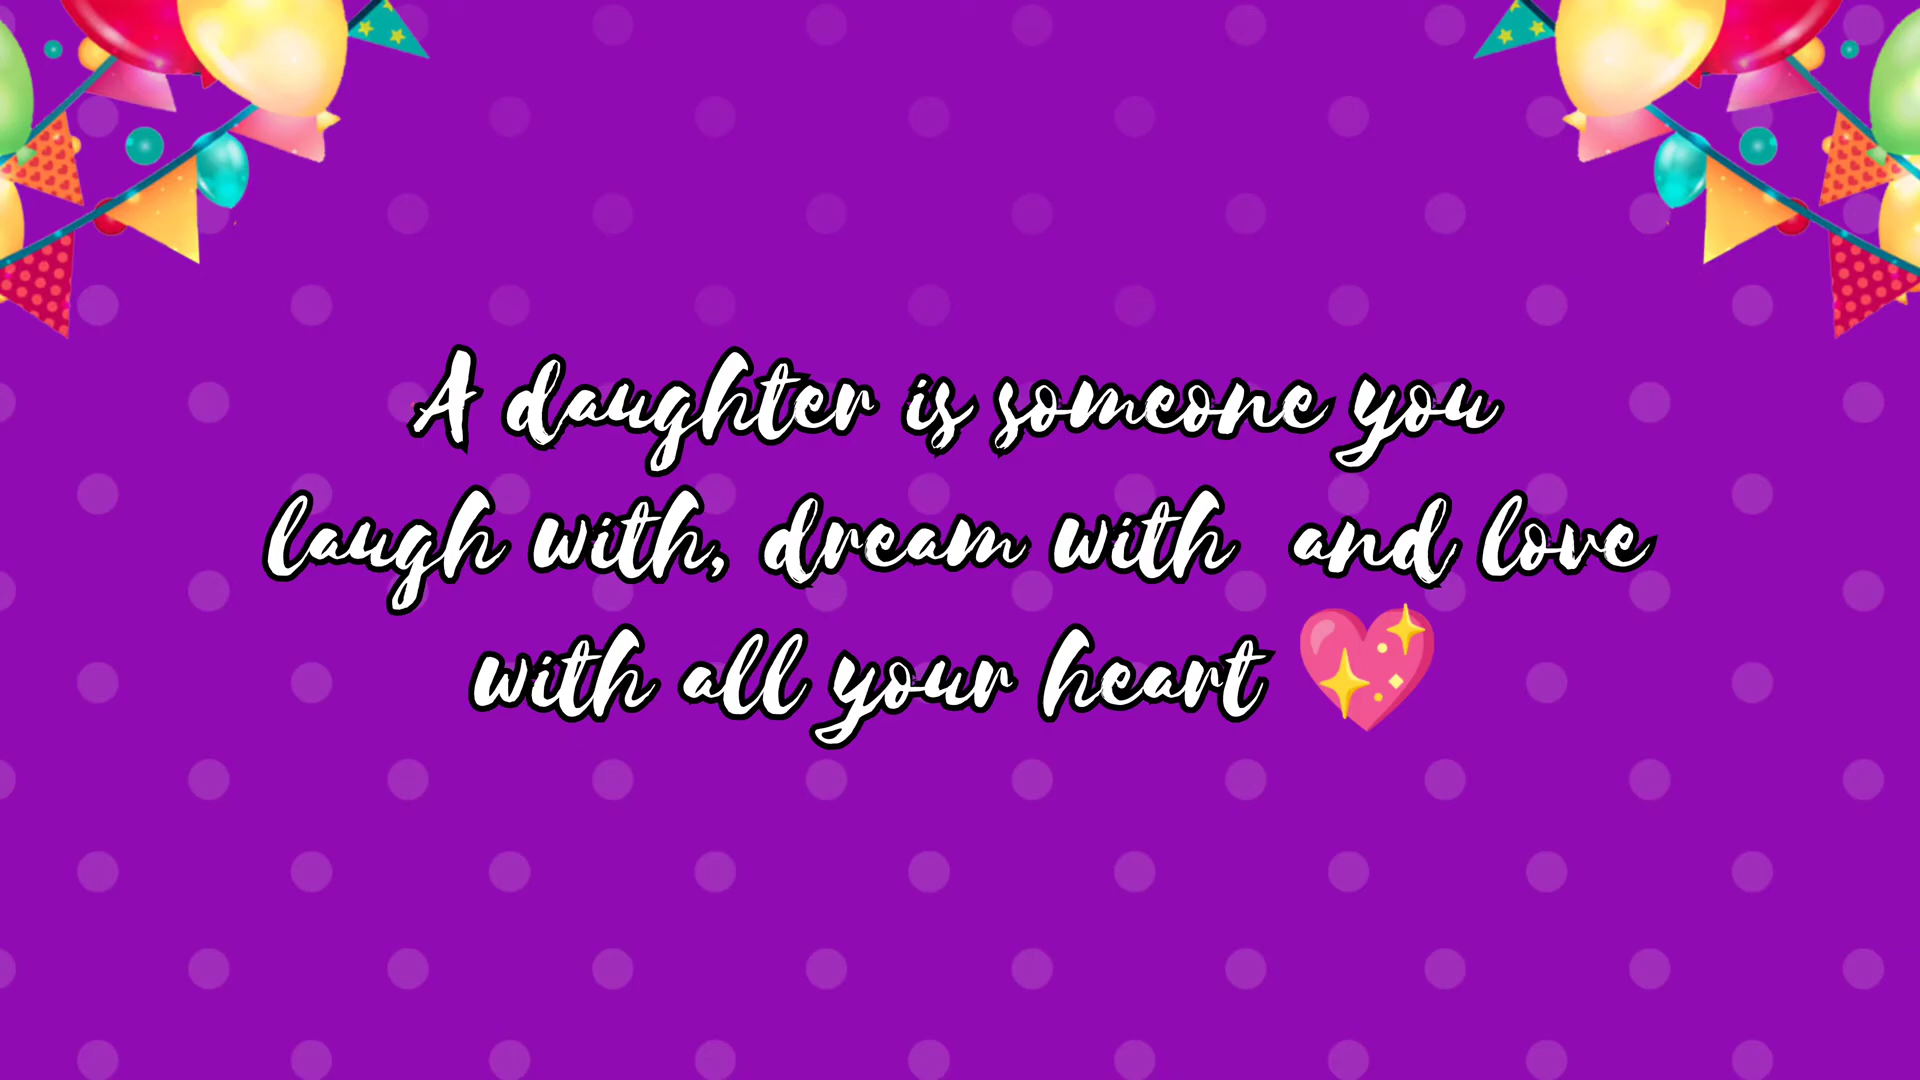 A daughter is someone you
laugh with, dream with  and love
with all your heart 💖